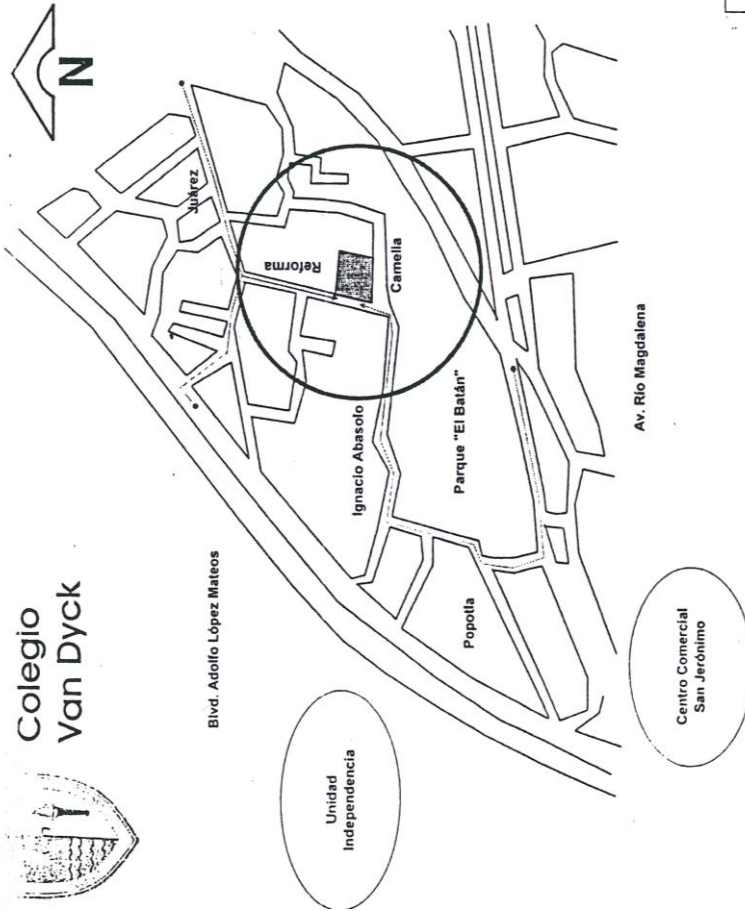 Colegio
Van Dyck
N
Blvd. Adolfo López Mateos
Juárez
Reforma
Ignacio Abasolo
Camelia
Unidad
Independencia
Popotla
Parque "El Batán"
Centro Comercial
San Jerónimo
Av. Río Magdalena